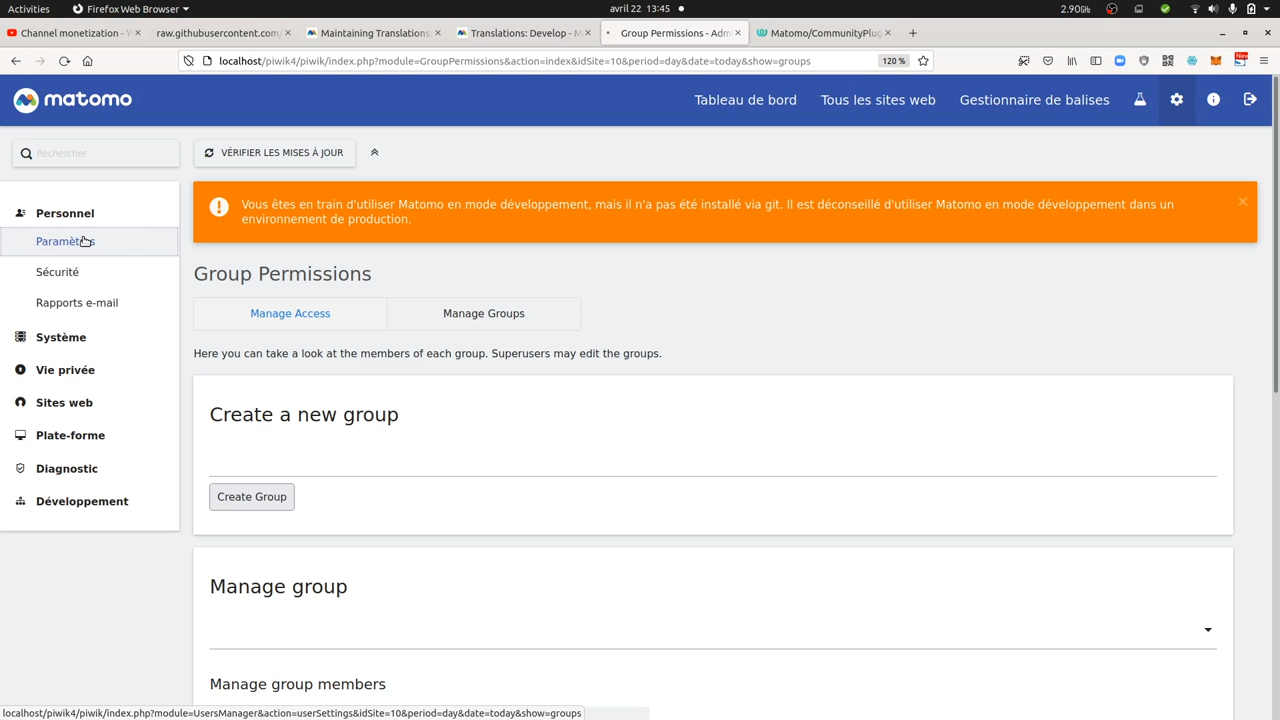 Activities
Firefox Web Browser
avril 22 13:45
2.90GHz
Channel monetization - Y
raw.githubusercontent.com/
Maintaining Translations:
Translations: Develop - M
Group Permissions - Adm
Matomo/CommunityPlug
localhost/piwik4/piwik/index.php?module=GroupPermissions&action=index&idSite=10&period=day&date=today&show=groups
120 %
New
matomo
Tableau de bord
Tous les sites web
Gestionnaire de balises
Rechercher
VÉRIFIER LES MISES À JOUR
Personnel
Paramètres
Sécurité
Rapports e-mail
Système
Vie privée
Sites web
Plate-forme
Diagnostic
Développement
Vous êtes en train d'utiliser Matomo en mode développement, mais il n'a pas été installé via git. Il est déconseillé d'utiliser Matomo en mode développement dans un
environnement de production.
Group Permissions
Manage Access
Manage Groups
Here you can take a look at the members of each group. Superusers may edit the groups.
Create a new group
Create Group
Manage group
Manage group members
localhost/piwik4/piwik/index.php?module=UsersManager&action=userSettings&idSite=10&period=day&date=today&show=groups